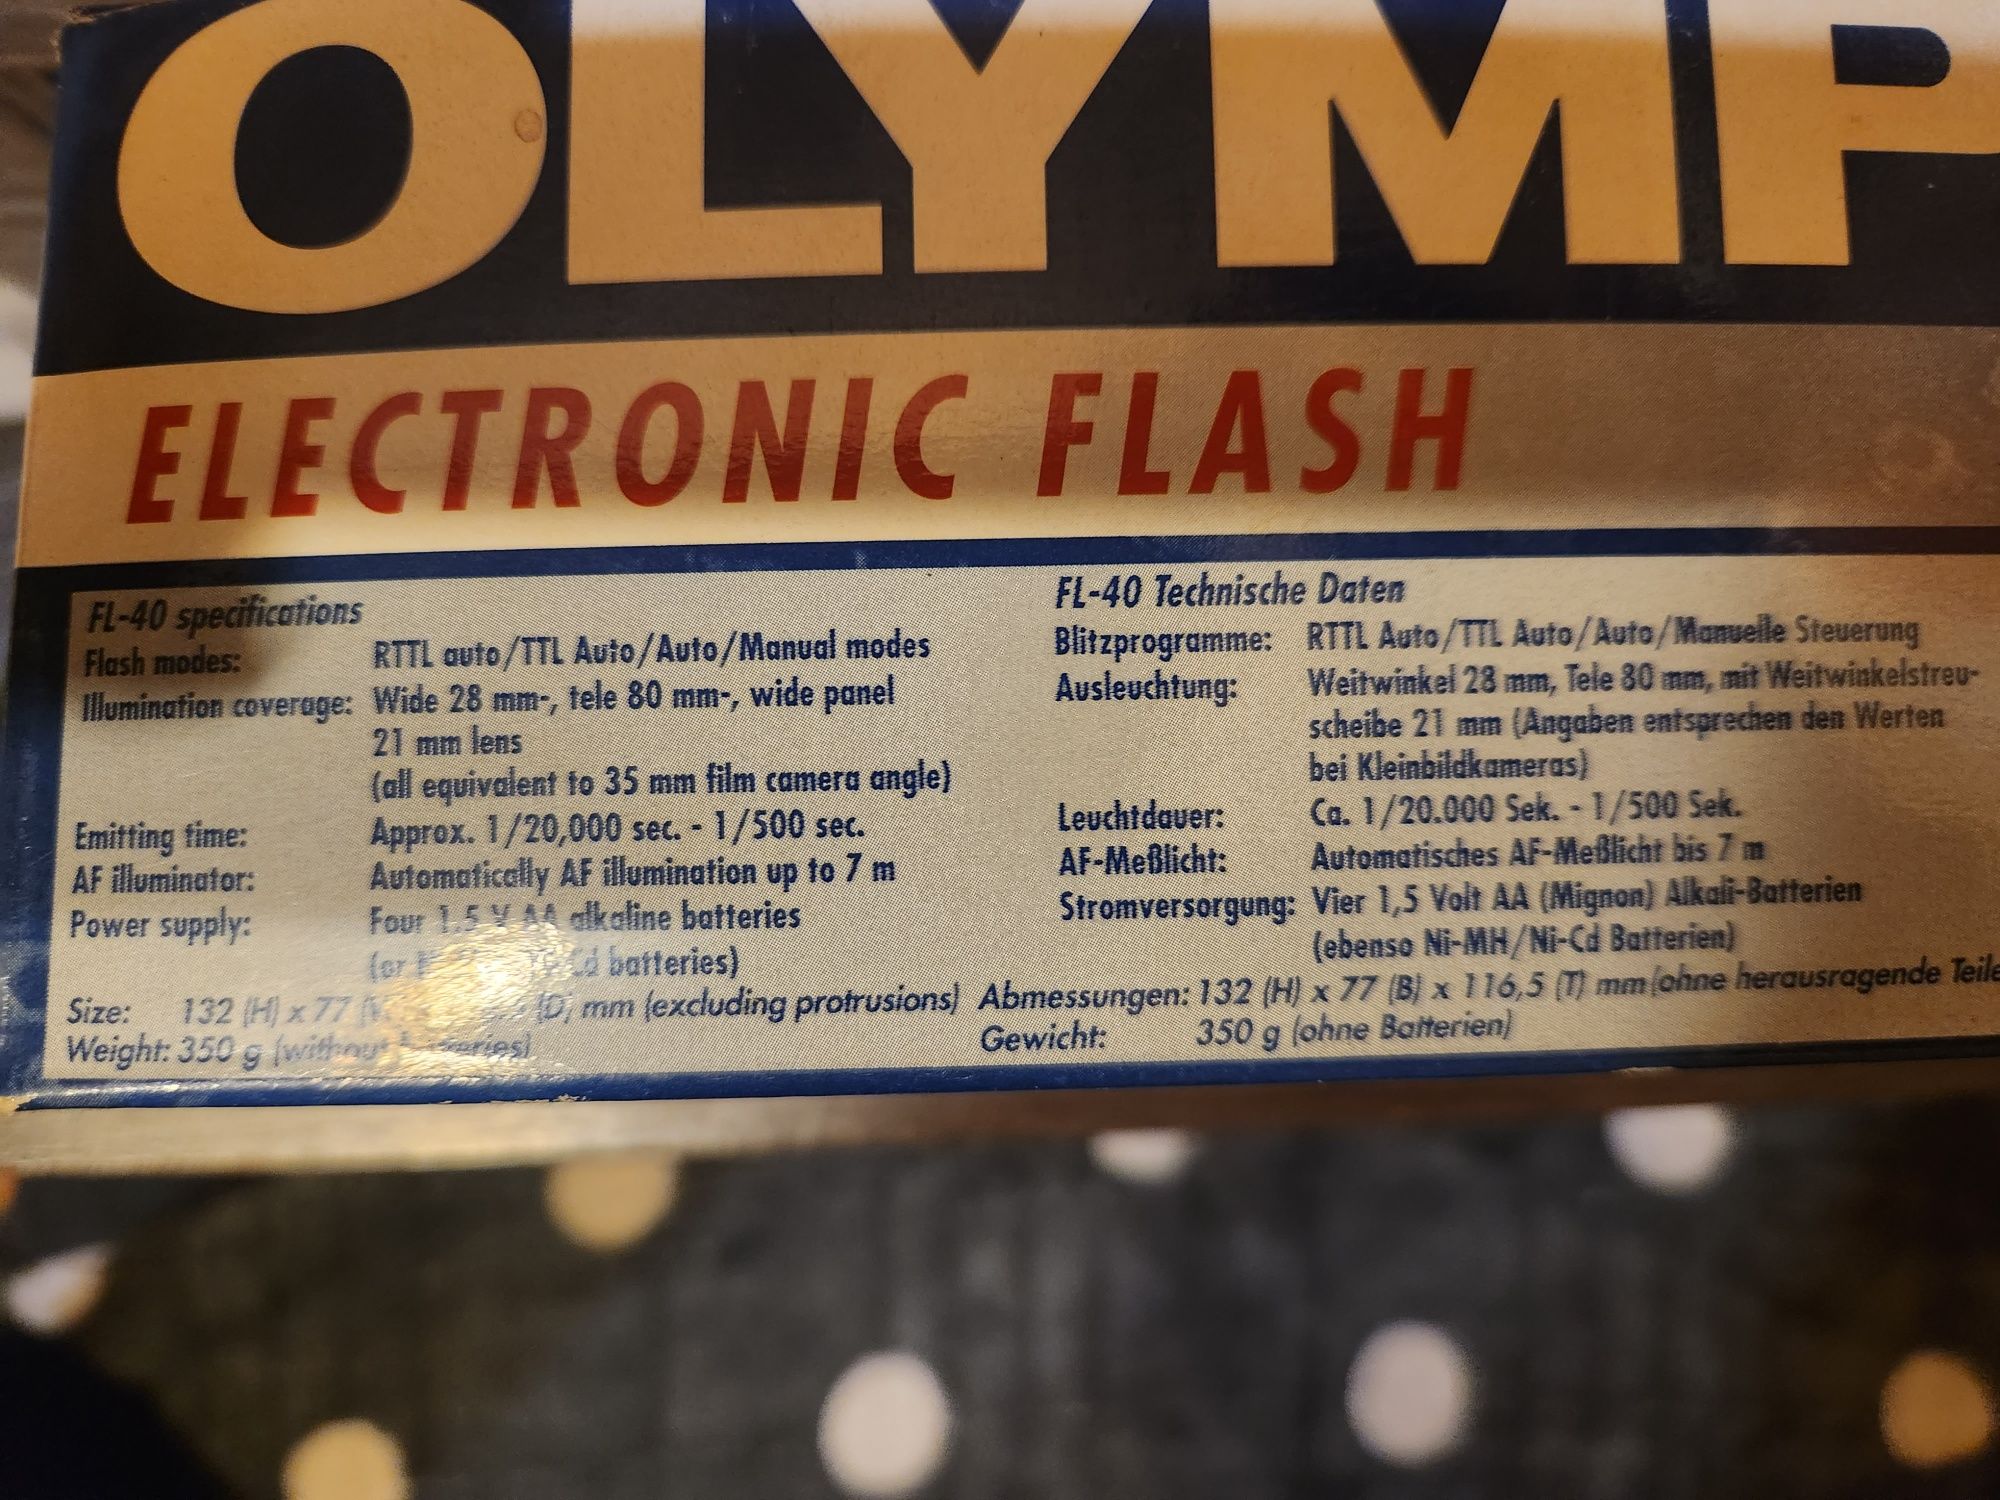 OLYMP
ELECTRONIC FLASH
FL-40 specifications
Flash modes: RTTL auto/TTL Auto/Auto/Manual modes
Illumination coverage: Wide 28 mm-, tele 80 mm-, wide panel
21 mm lens
(all equivalent to 35 mm film camera angle)
Emitting time: Approx. 1/20,000 sec. - 1/500 sec.
AF illuminator: Automatically AF illumination up to 7 m
Power supply: Four 1.5 V AA alkaline batteries
(or batteries)
Size: 132 (H) x 77 (D) mm (excluding protrusions)
Weight: 350 g (without batteries)
FL-40 Technische Daten
Blitzprogramme: RTTL Auto/TTL Auto/Auto/Manuelle Steuerung
Ausleuchtung: Weitwinkel 28 mm, Tele 80 mm, mit Weitwinkelstreu-
scheibe 21 mm (Angaben entsprechen den Werten
bei Kleinbildkameras)
Leuchtdauer: Ca. 1/20.000 Sek. - 1/500 Sek.
AF-Meßlicht: Automatisches AF-Meßlicht bis 7 m
Stromversorgung: Vier 1,5 Volt AA (Mignon) Alkali-Batterien
(ebenso Ni-MH/Ni-Cd Batterien)
Abmessungen: 132 (H) x 77 (B) x 116,5 (T) mm (ohne herausragende Teile
Gewicht: 350 g (ohne Batterien)